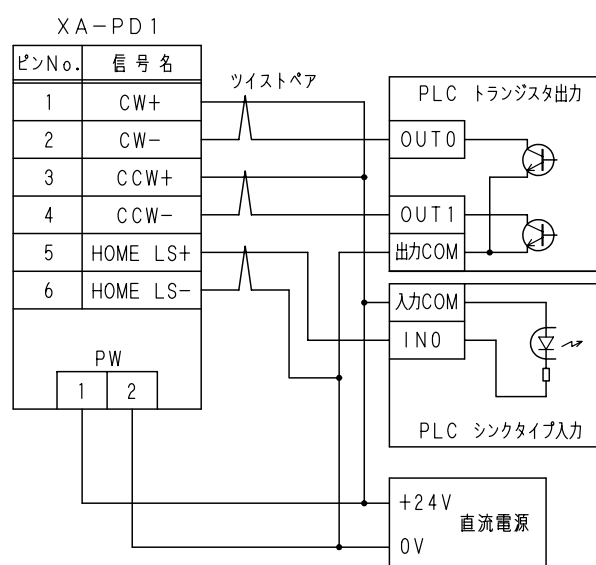 XA-PD1
ピンNo. 信号名
1 CW+
2 CW-
3 CCW+
4 CCW-
5 HOME LS+
6 HOME LS-
PW
1 2
ツイストペア
PLC トランジスタ出力
OUT0
OUT1
出力COM
入力COM
IN0
PLC シンクタイプ入力
+24V
直流電源
0V